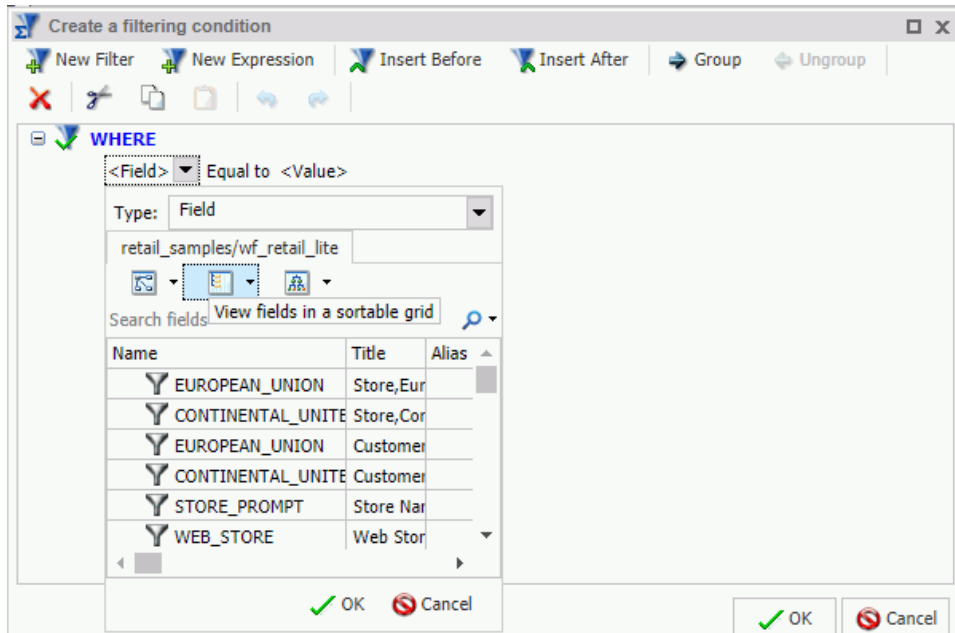 Create a filtering condition
New Filter New Expression Insert Before Insert After Group Ungroup
WHERE
<Field> Equal to <Value>
Type: Field
retail_samples/wf_retail_lite
View fields in a sortable grid
Search fields
Name Title Alias
EUROPEAN_UNION Store,Eur
CONTINENTAL_UNITE Store,Cor
EUROPEAN_UNION Customer
CONTINENTAL_UNITE Customer
STORE_PROMPT Store Nar
WEB_STORE Web Stor
OK Cancel
OK Cancel